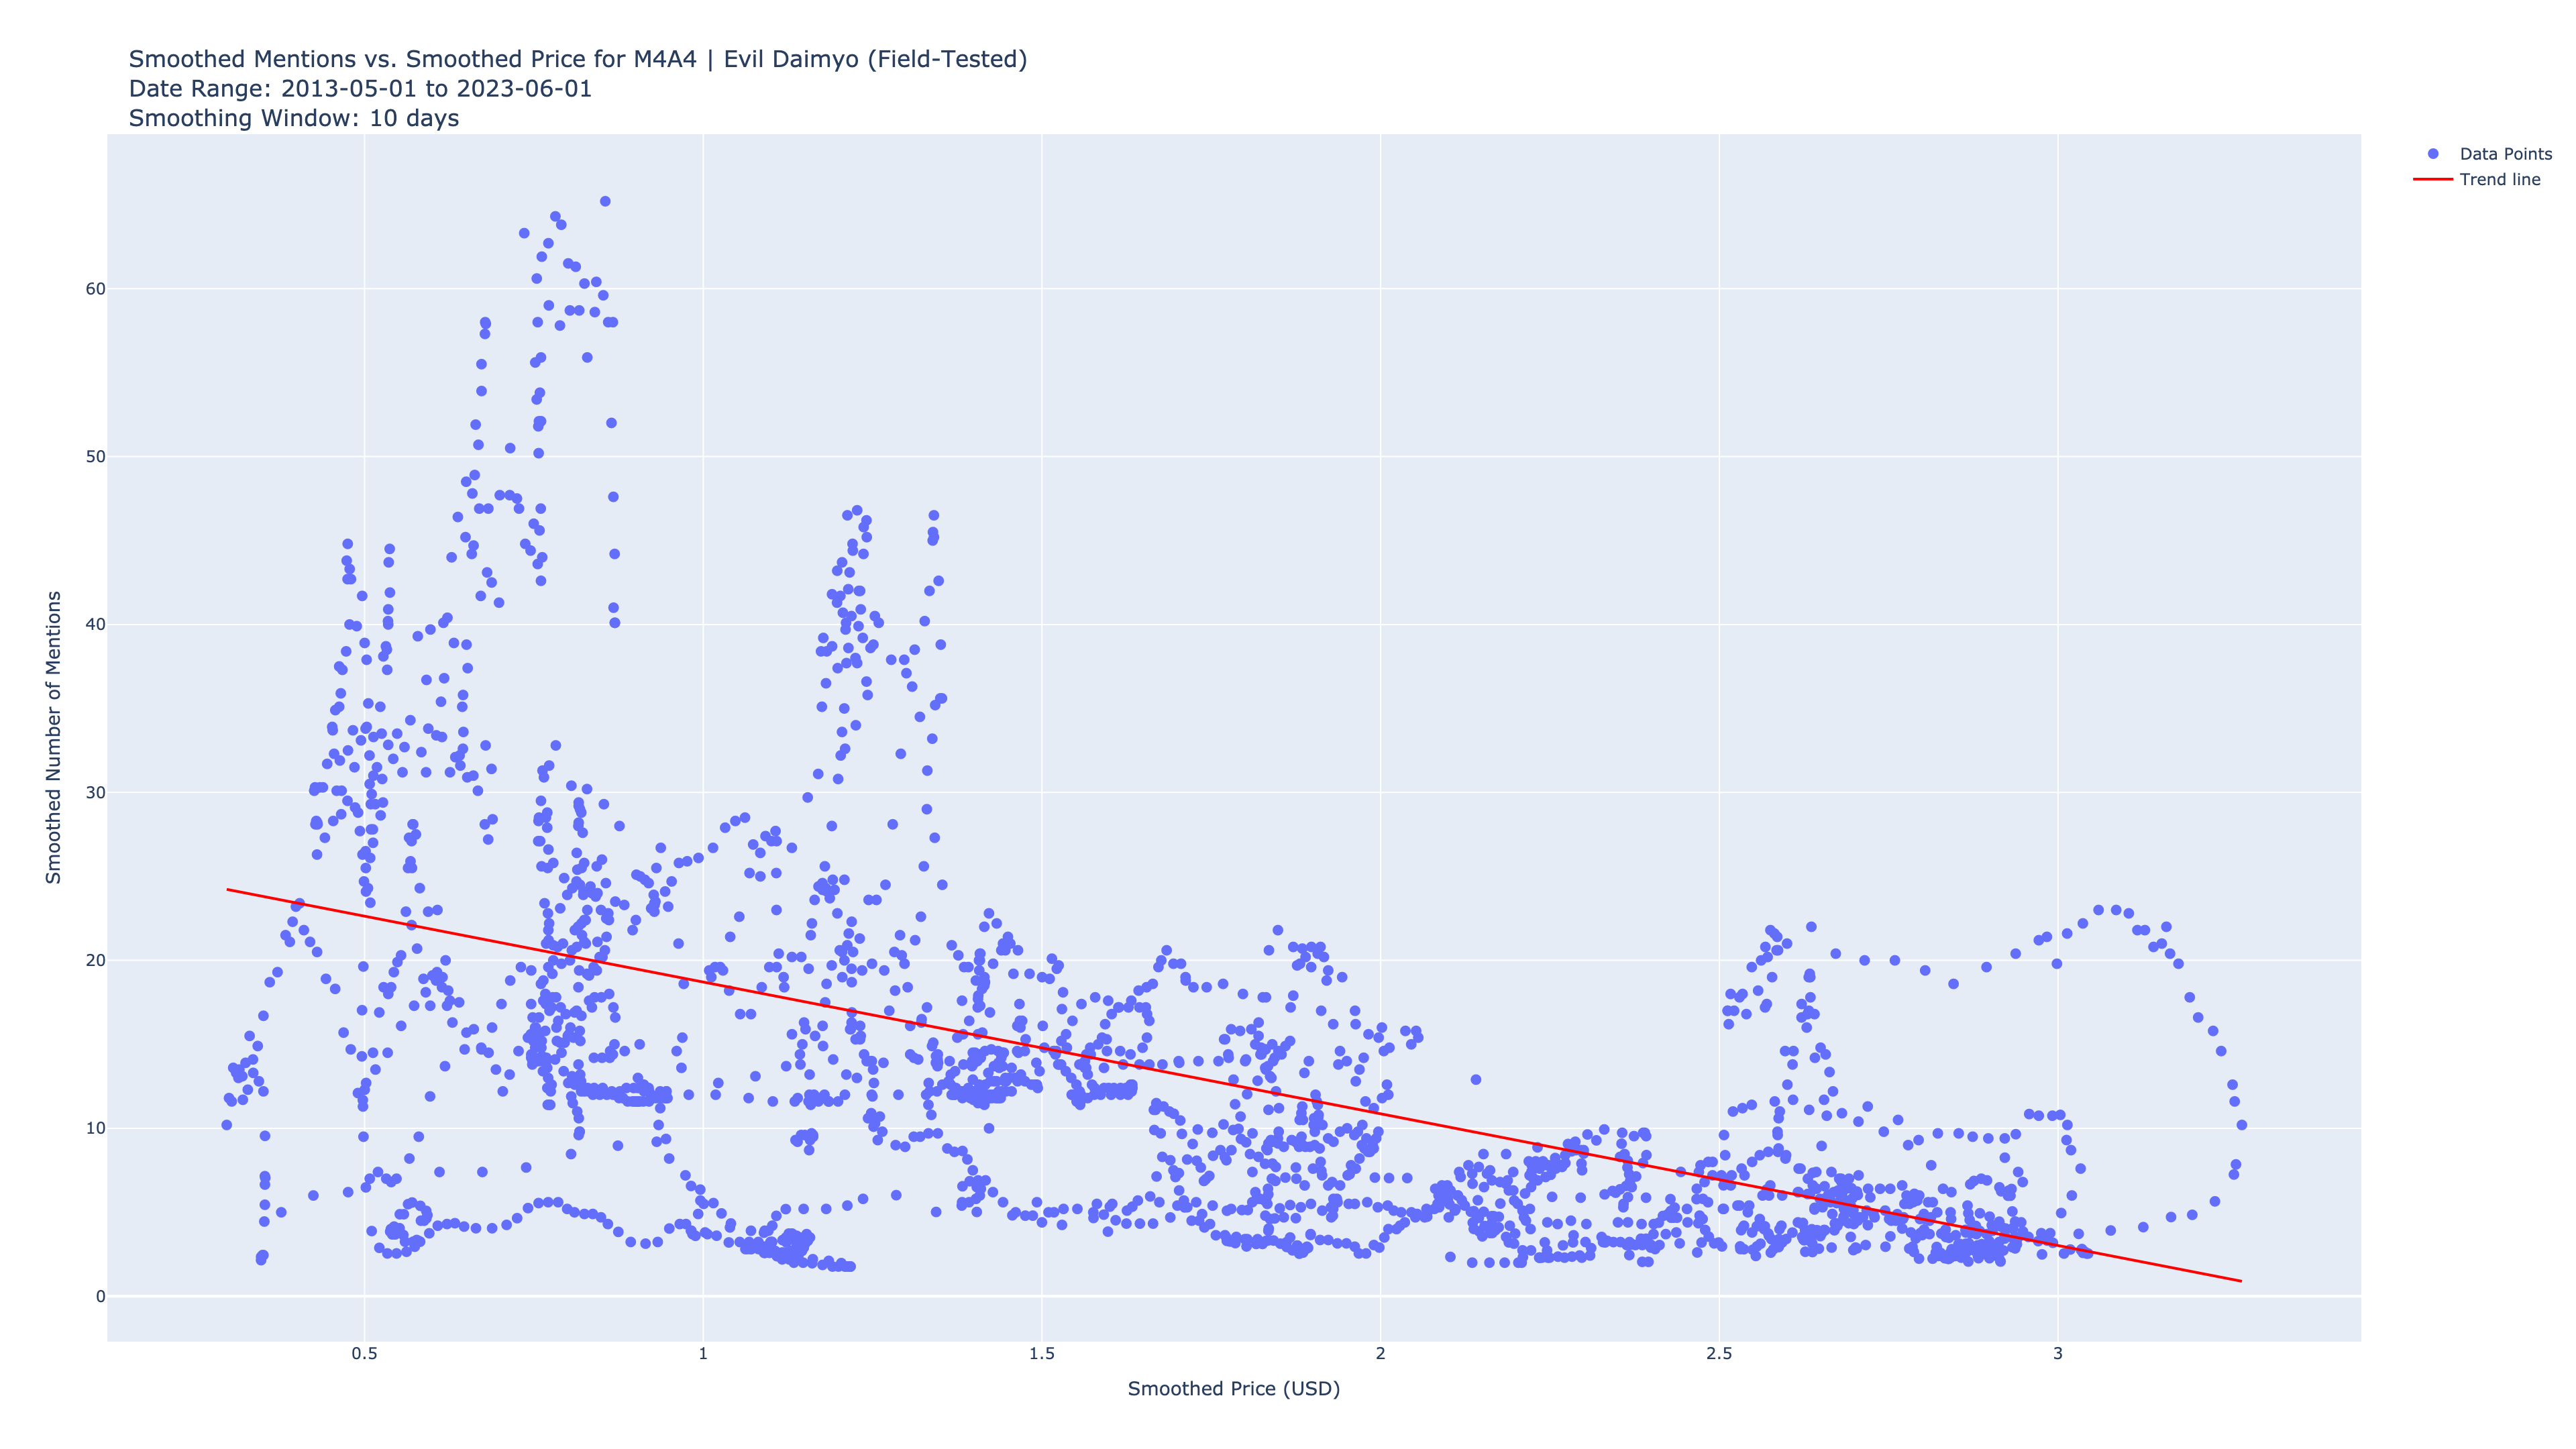 Smoothed Mentions vs. Smoothed Price for M4A4 | Evil Daimyo (Field-Tested)
Date Range: 2013-05-01 to 2023-06-01
Smoothing Window: 10 days
Data Points
Trend line
60
50
40
30
20
10
0
Smoothed Number of Mentions
0.5
1
1.5
2
2.5
3
Smoothed Price (USD)